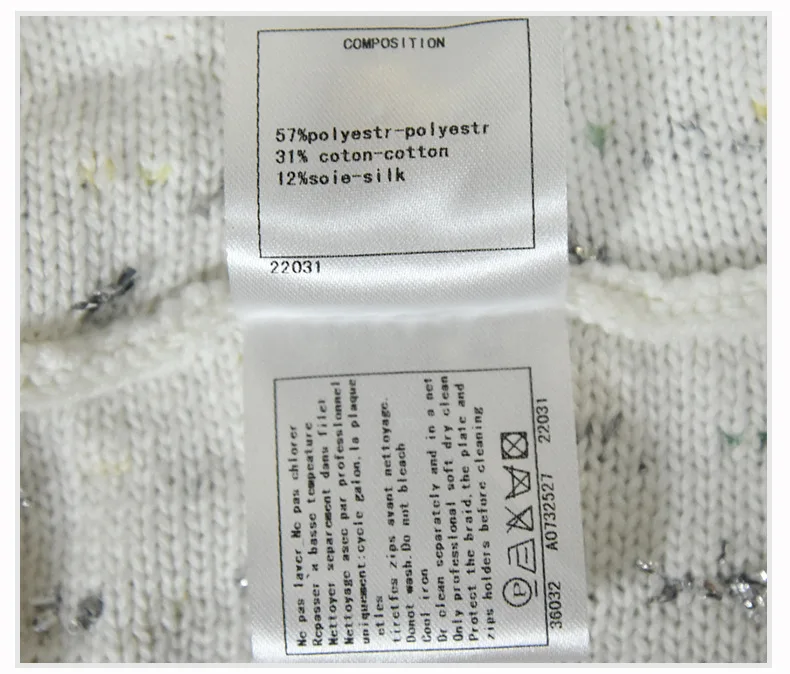 COMPOSITION
57%polyestr-polyestr
31% coton-cotton
12%soie-silk
22031
Ne pas laver Ne pas chlorer
Repasser a basse tempeature
Nettoyer separement dans filet
Nettoyage asec par professionnel
uniquement:cycle galon,la plaque
etles
tirettes zips avant nettoyage.
Donot wash.Do not bleach
Cool iron
Dr clean separately and in a net
Only professional soft dry clean
Protect the braid,the plate and
zips holders before cleaning
P
36032 A0732527 22031